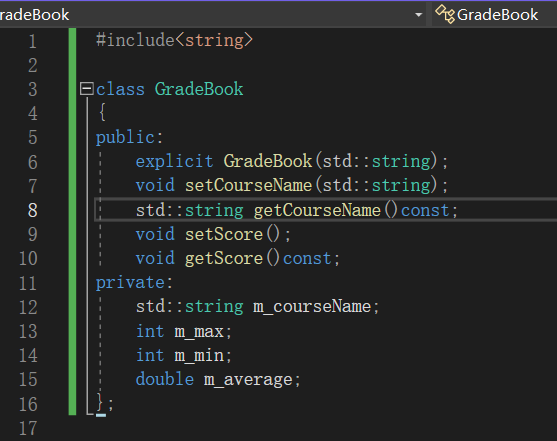 radeBook GradeBook
1 #include<string>
2
3 class GradeBook
4 {
5 public:
6 explicit GradeBook(std::string);
7 void setCourseName(std::string);
8 std::string getCourseName()const;
9 void setScore();
10 void getScore()const;
11 private:
12 std::string m_courseName;
13 int m_max;
14 int m_min;
15 double m_average;
16 };
17